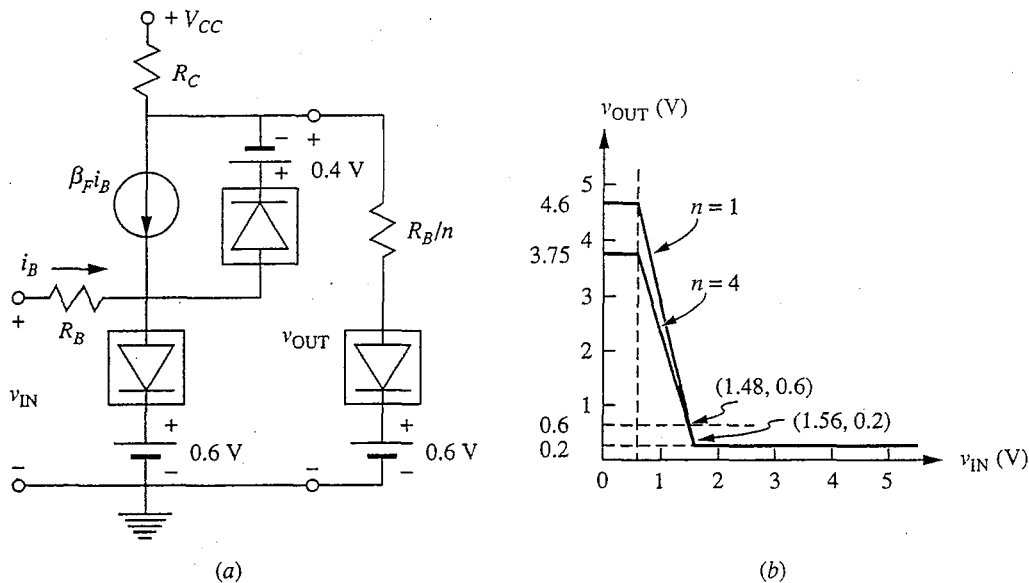 + V_CC
R_C
− +
0.4 V
+
β_F i_B
R_B/n
i_B
+
R_B
v_OUT
v_IN
+
0.6 V
−
+
0.6 V
−
−
−
(a)
v_OUT (V)
5
4.6
n = 1
4
3.75
n = 4
3
2
(1.48, 0.6)
1
(1.56, 0.2)
0.6
0.2
v_IN (V)
0 1 2 3 4 5
(b)